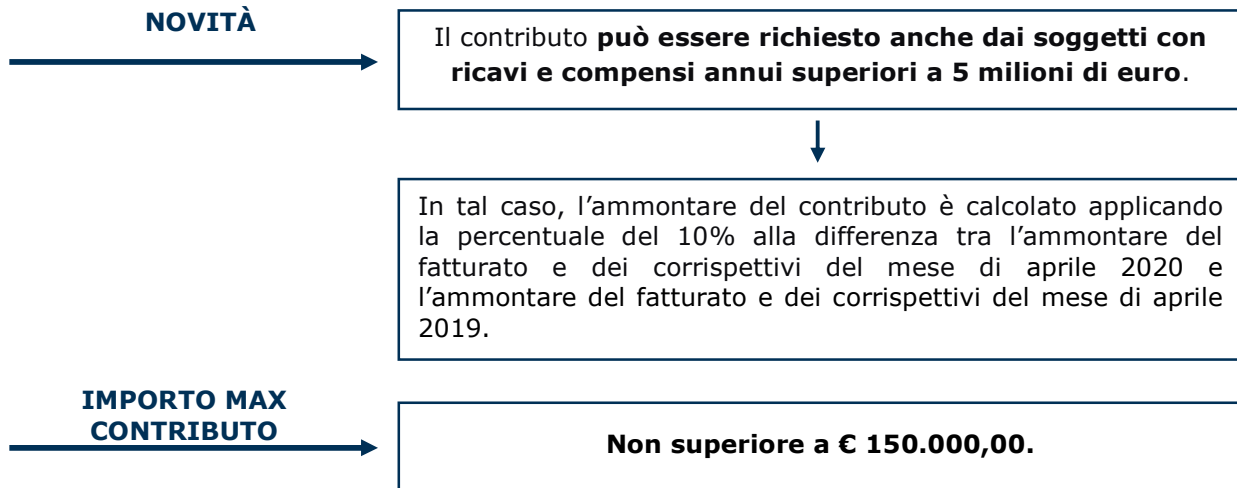 NOVITÀ
Il contributo può essere richiesto anche dai soggetti con
ricavi e compensi annui superiori a 5 milioni di euro.
In tal caso, l’ammontare del contributo è calcolato applicando
la percentuale del 10% alla differenza tra l’ammontare del
fatturato e dei corrispettivi del mese di aprile 2020 e
l’ammontare del fatturato e dei corrispettivi del mese di aprile
2019.
IMPORTO MAX
CONTRIBUTO
Non superiore a € 150.000,00.